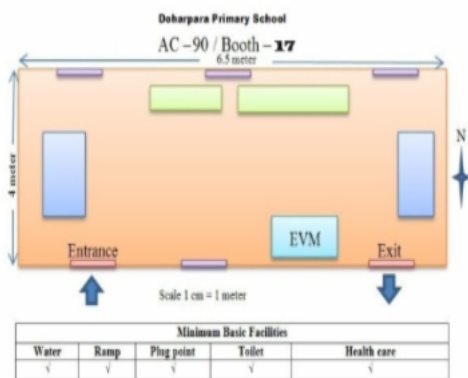 Doharpara Primary School
AC –90 / Booth – 17
6.5 meter
4 meter
N
EVM
Entrance
Exit
Scale 1 cm = 1 meter
Minimum Basic Facilities
Water Ramp Plug point Toilet Health care
√ √ √ √ √